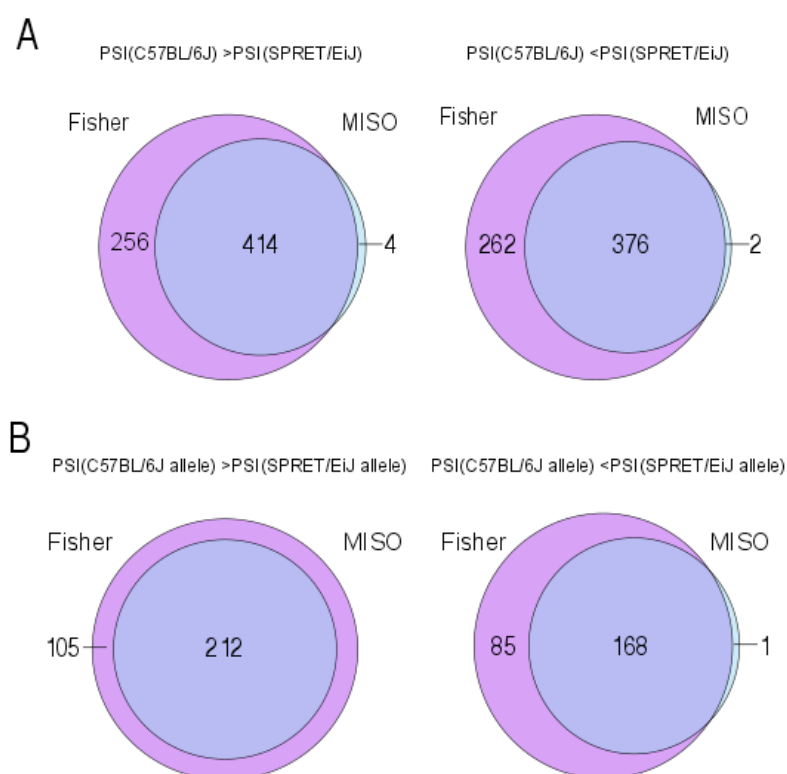 A
PSI(C57BL/6J) >PSI(SPRET/EiJ)
PSI(C57BL/6J) <PSI(SPRET/EiJ)
Fisher
MISO
Fisher
MISO
256
414
4
262
376
2
B
PSI(C57BL/6J allele) >PSI(SPRET/EiJ allele)
PSI(C57BL/6J allele) <PSI(SPRET/EiJ allele)
Fisher
MISO
Fisher
MISO
105
212
85
168
1